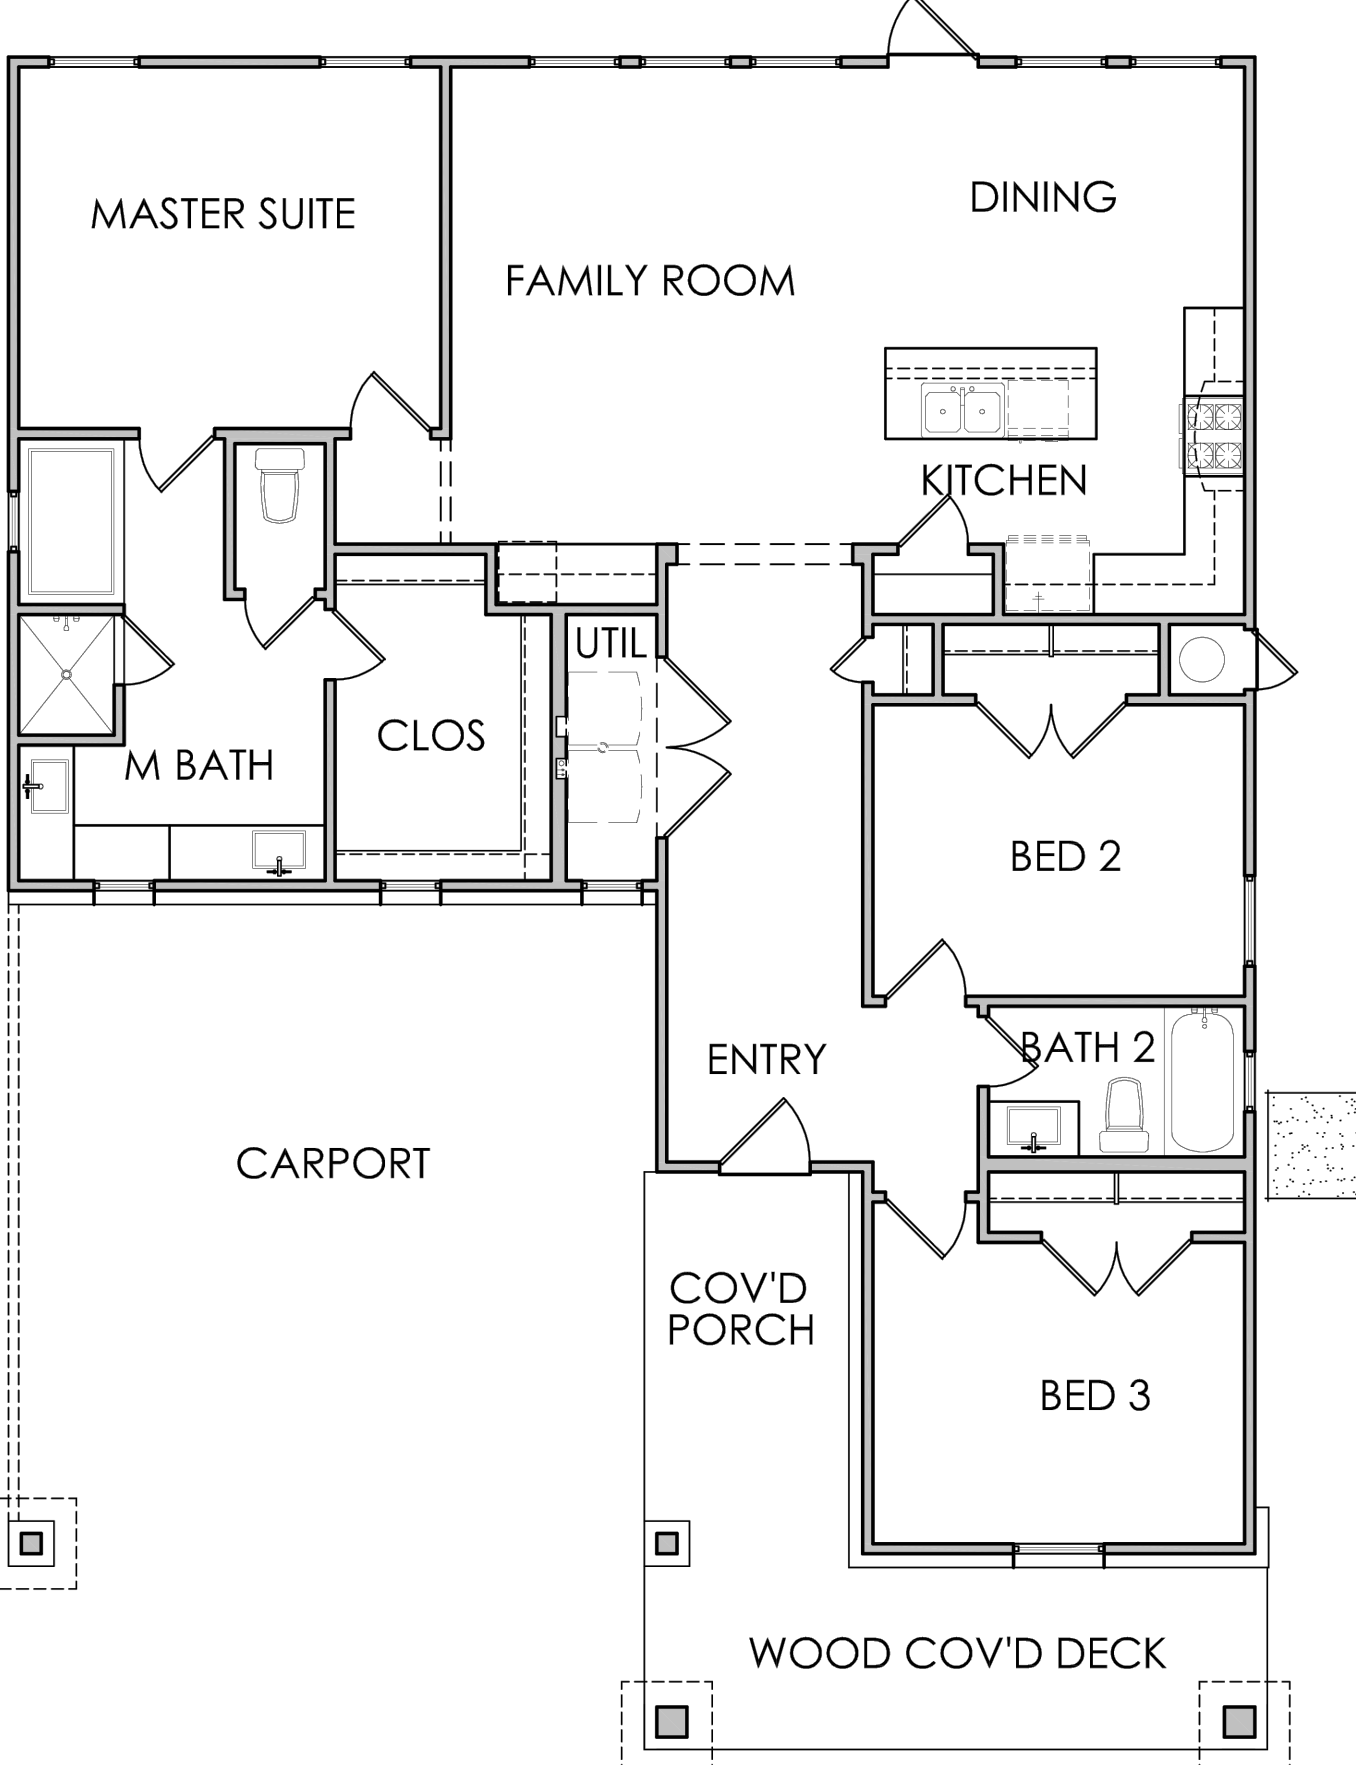 MASTER SUITE
DINING
FAMILY ROOM
KITCHEN
UTIL
CLOS
M BATH
BED 2
BATH 2
ENTRY
CARPORT
COV'D
PORCH
BED 3
WOOD COV'D DECK